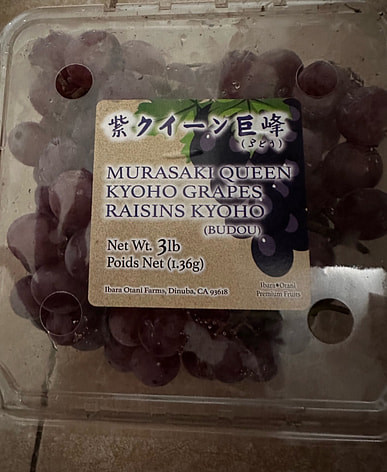 紫クイーン巨峰
(ぶどう)
MURASAKI QUEEN
KYOHO GRAPES
RAISINS KYOHO
(BUDOU)
Net Wt. 3lb
Poids Net (1.36g)
Ibara Otani Farms, Dinuba, CA 93618
Ibara•Otani
Premium Fruits